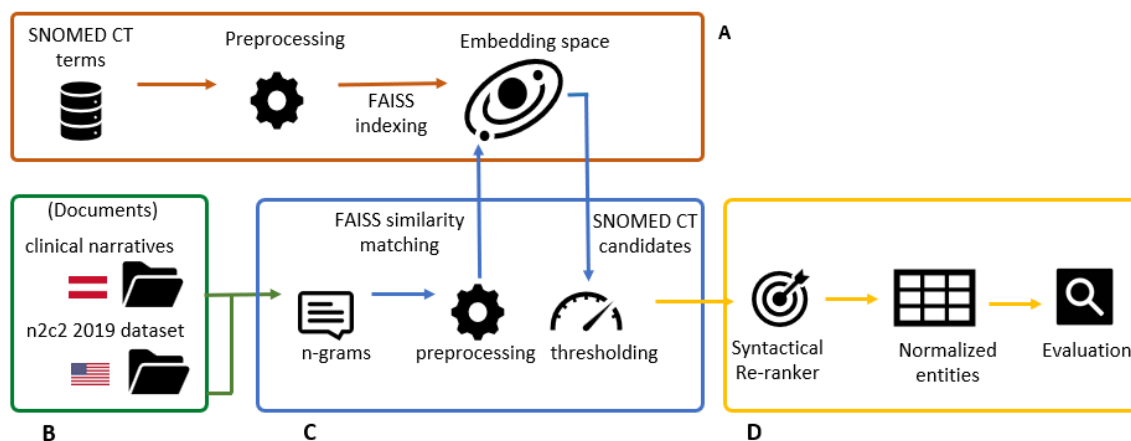 SNOMED CT
terms
Preprocessing
FAISS
indexing
Embedding space
A
(Documents)
clinical narratives
n2c2 2019 dataset
B
FAISS similarity
matching
SNOMED CT
candidates
n-grams
preprocessing
thresholding
C
Syntactical
Re-ranker
Normalized
entities
Evaluation
D